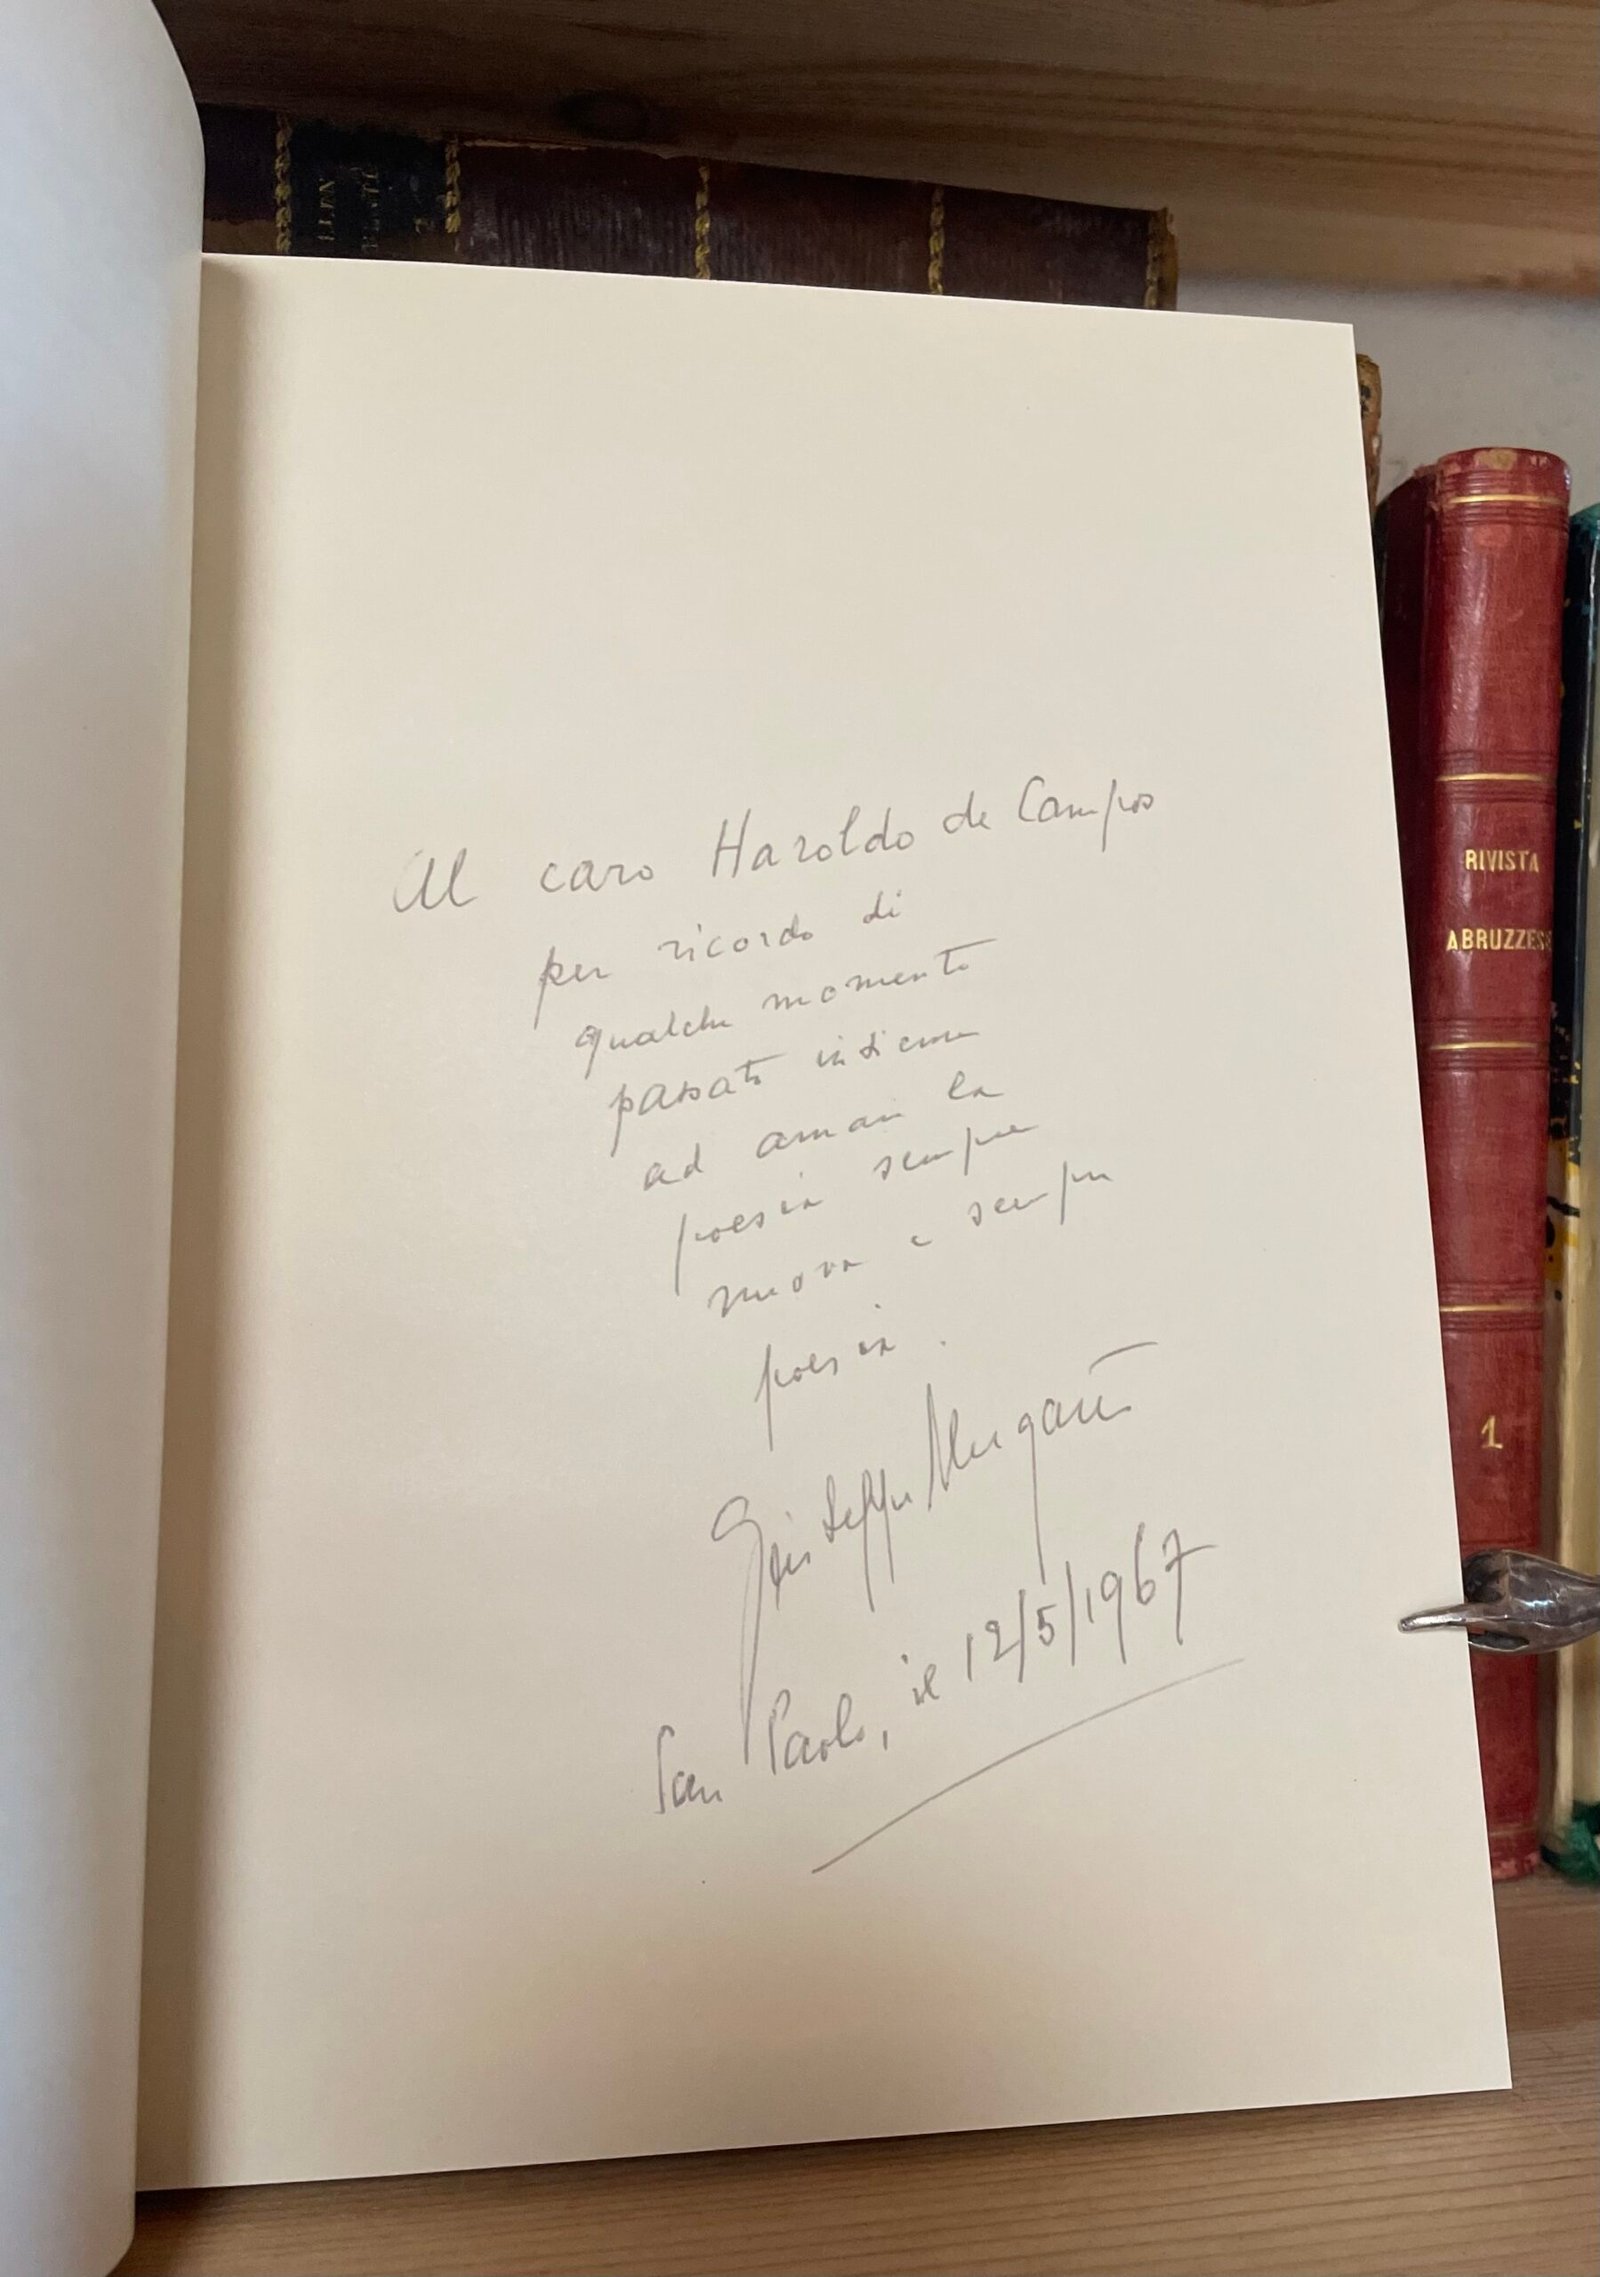 Al caro Haroldo de Campos
per ricordo di
qualche momento
passato insieme
ad amare la
poesia sempre
nuova e sempre
poesia.
Giuseppe Ungaretti
San Paolo, il 12/5/1967
RIVISTA
ABRUZZESE
1